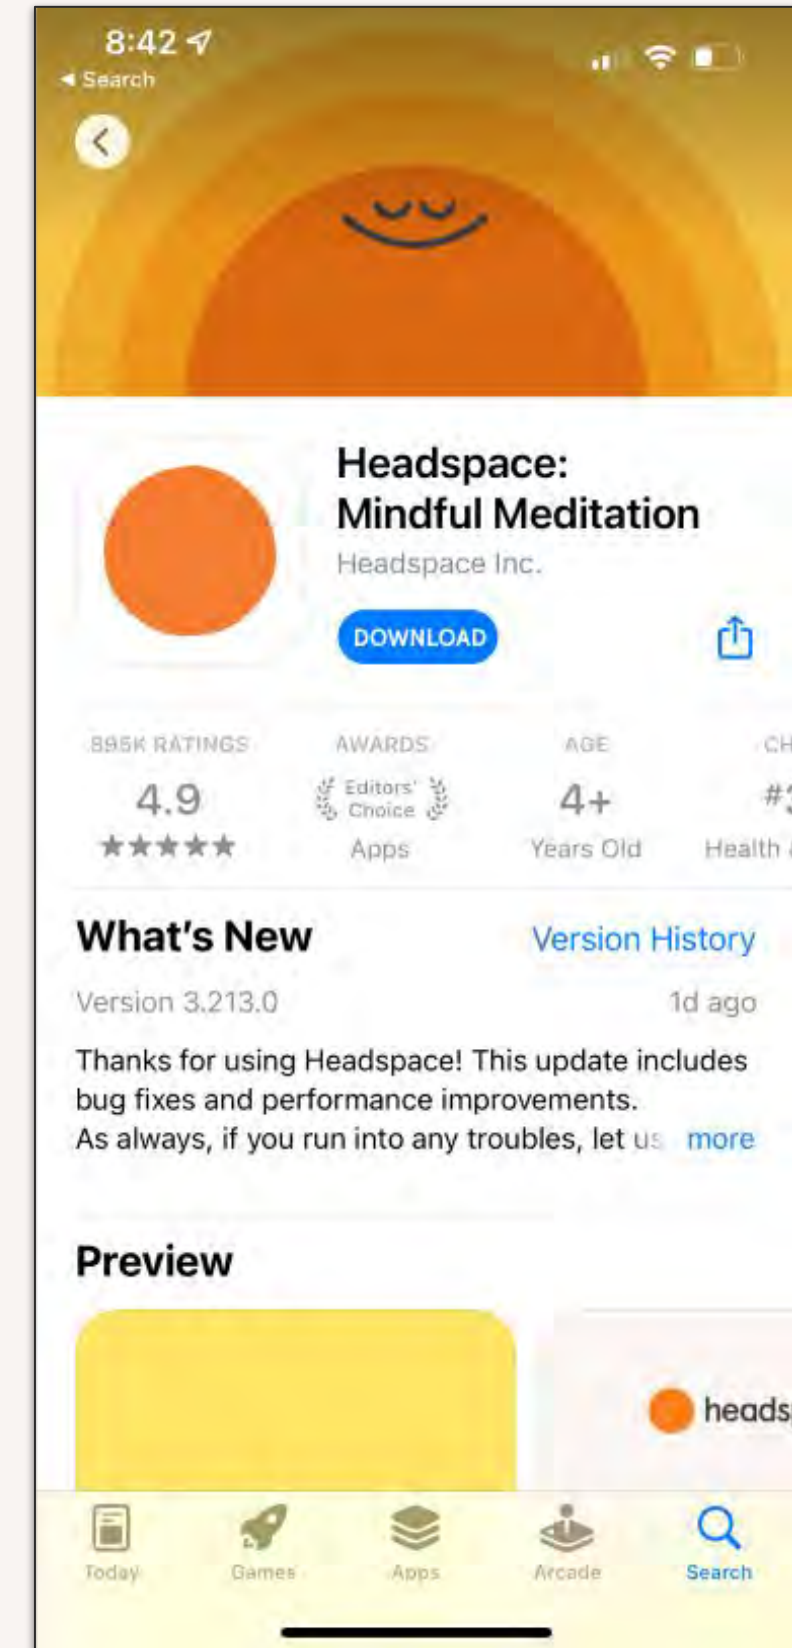 8:42
Search
Headspace:
Mindful Meditation
Headspace Inc.
DOWNLOAD
895K RATINGS
AWARDS
AGE
4.9
Editors'
Choice
4+
Apps
Years Old
Health
What's New
Version History
Version 3.213.0
1d ago
Thanks for using Headspace! This update includes
bug fixes and performance improvements.
As always, if you run into any troubles, let us more
Preview
Today
Games
Apps
Arcade
Search